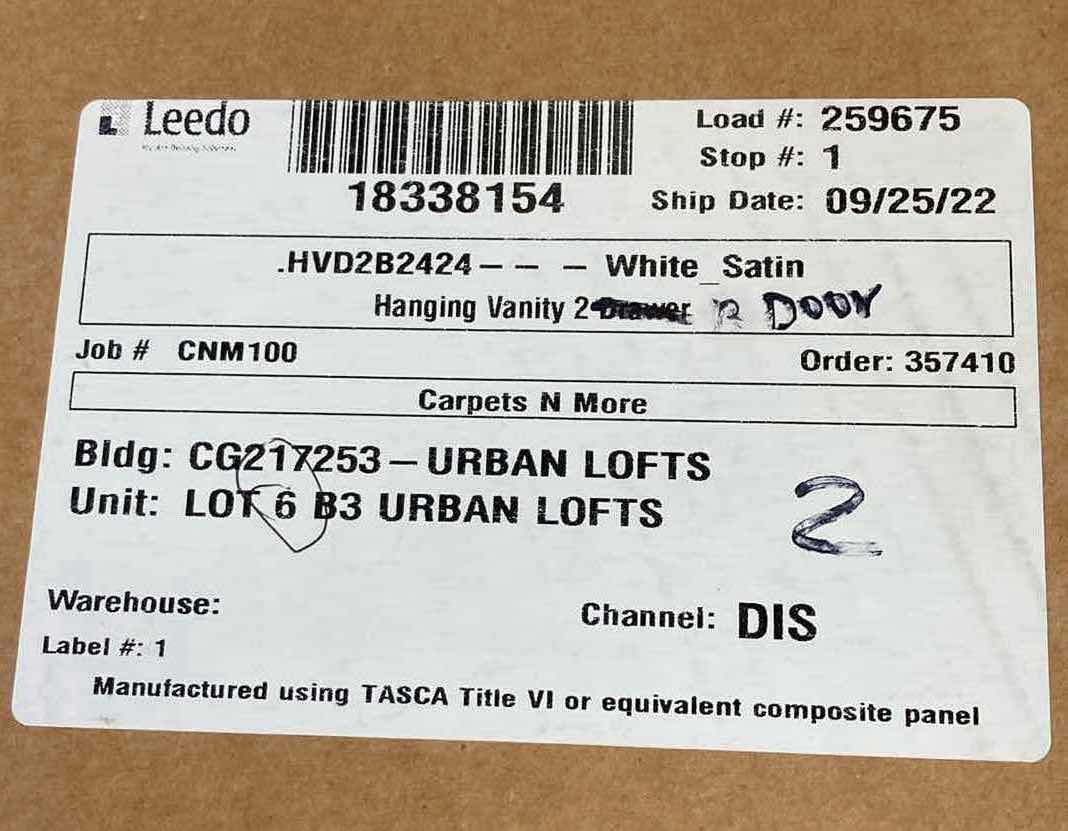 Leedo
18338154
Load #: 259675
Stop #: 1
Ship Date: 09/25/22
.HVD2B2424 – – – White_Satin
Hanging Vanity 2 Drawer DOOR
Job # CNM100
Order: 357410
Carpets N More
Bldg: CG217253 – URBAN LOFTS
Unit: LOT 6 B3 URBAN LOFTS
2
Warehouse:
Channel: DIS
Label #: 1
Manufactured using TASCA Title VI or equivalent composite panel